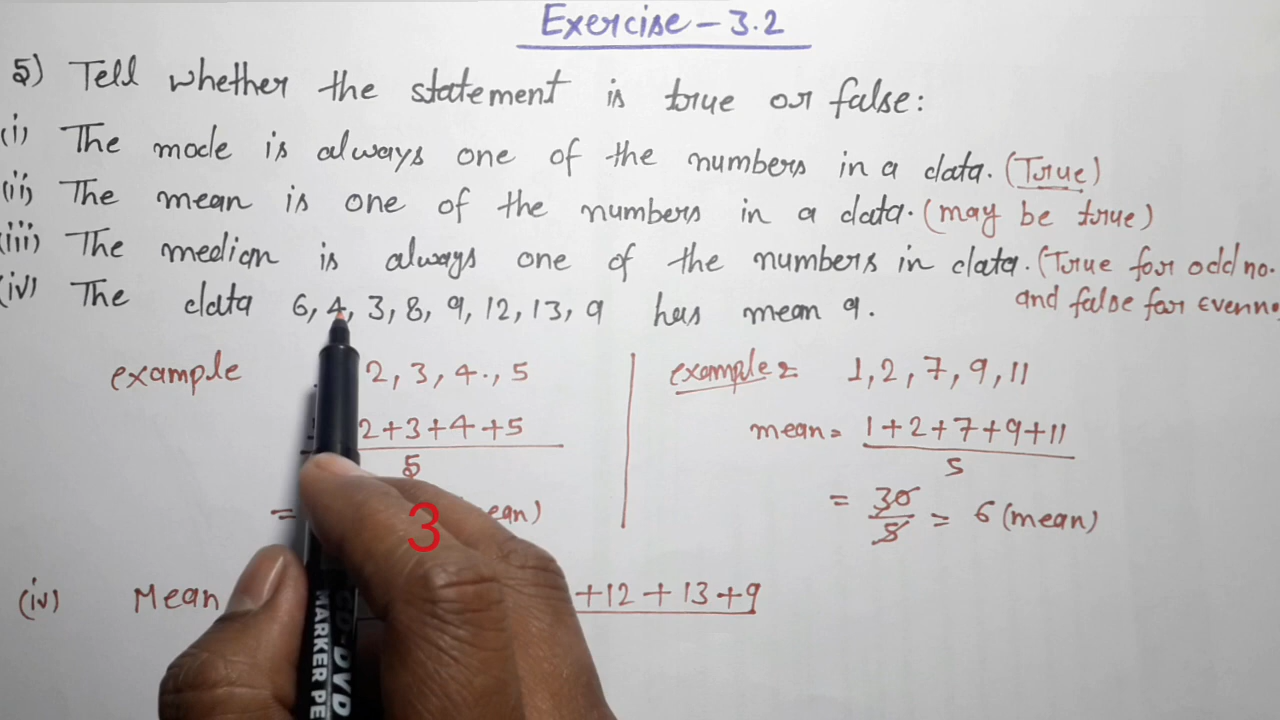 Exercise - 3.2
5) Tell whether the statement is true or false:
(i) The mode is always one of the numbers in a data. (True)
(ii) The mean is one of the numbers in a data. (may be true)
(iii) The median is always one of the numbers in data. (True for odd no.
and false for even no
(iv) The data 6, 4, 3, 8, 9, 12, 13, 9 has mean 9.
example 2, 3, 4., 5
2+3+4+5
5
= ean)
3
example 2 1, 2, 7, 9, 11
mean = 1+2+7+9+11
5
= 30
5 = 6 (mean)
(iv) Mean +12 + 13 +9
CD-DVD
MARKER PE